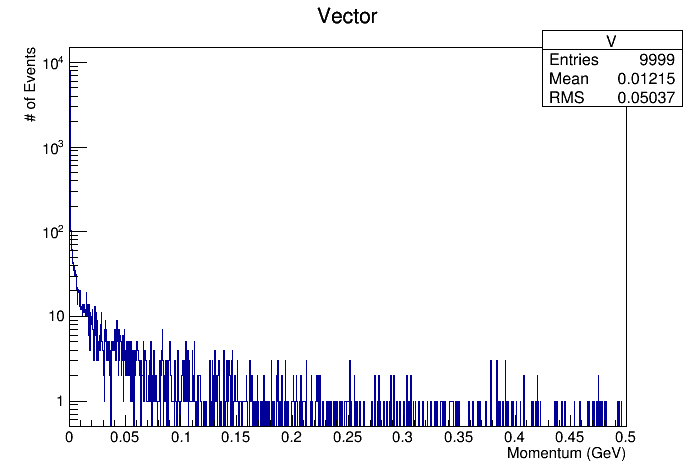 Vector
V
Entries 9999
Mean 0.01215
RMS 0.05037
# of Events
10^4
10^3
10^2
10
1
0 0.05 0.1 0.15 0.2 0.25 0.3 0.35 0.4 0.45 0.5
Momentum (GeV)